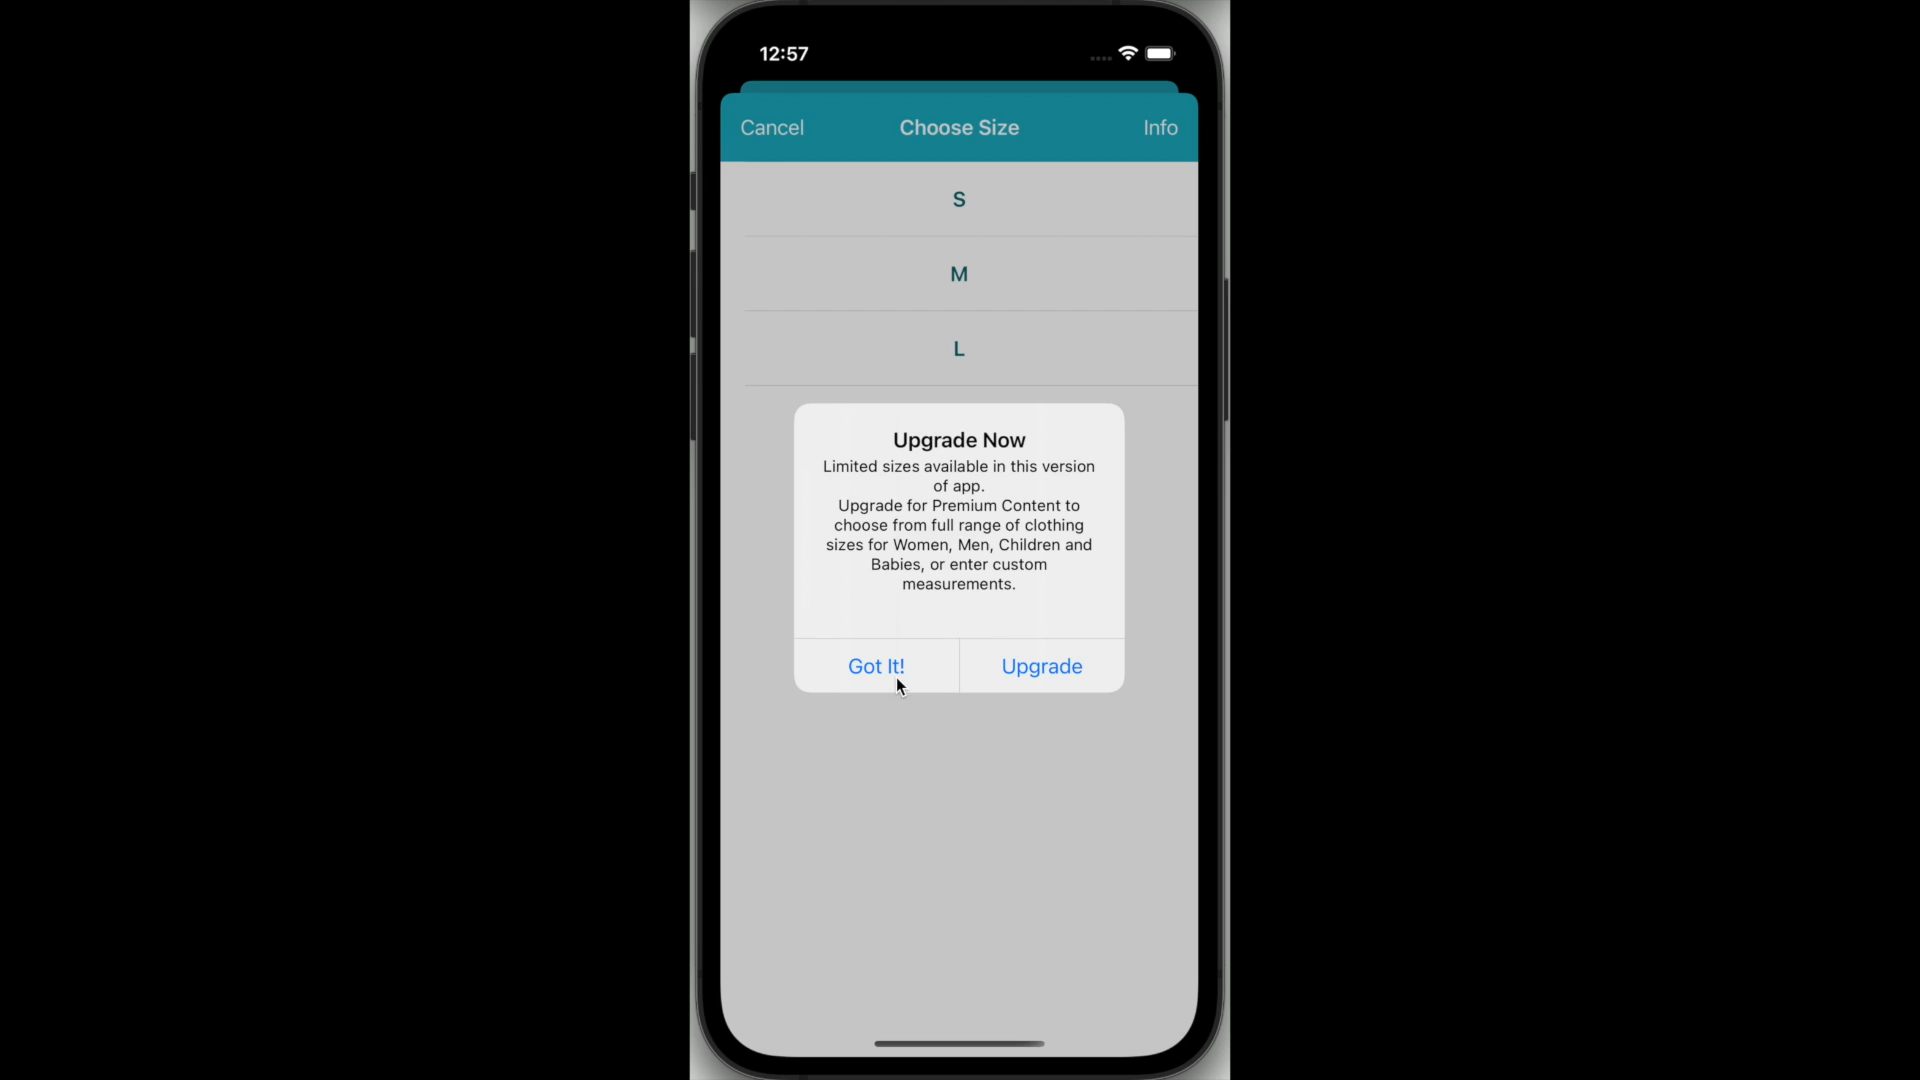 12:57
Cancel
Choose Size
Info
S
M
L
Upgrade Now
Limited sizes available in this version
of app.
Upgrade for Premium Content to
choose from full range of clothing
sizes for Women, Men, Children and
Babies, or enter custom
measurements.
Got It!
Upgrade